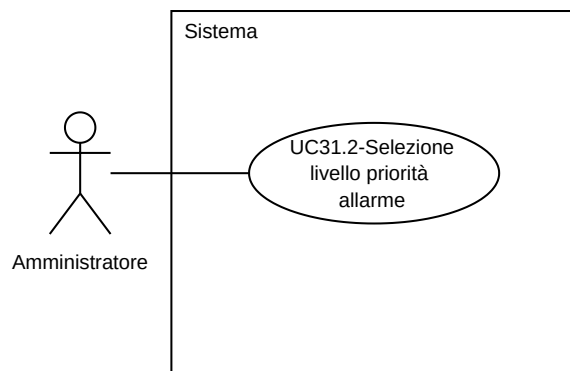 Sistema
UC31.2-Selezione
livello priorità
allarme
Amministratore